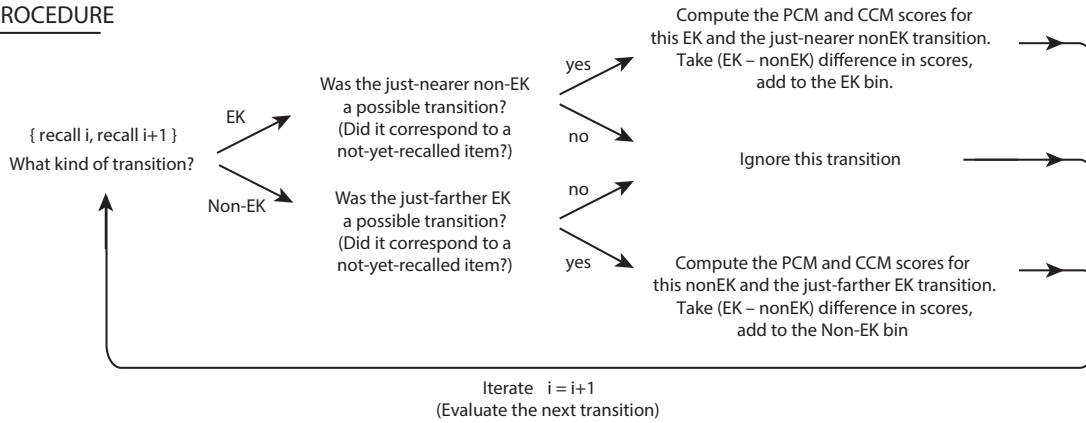 ROCEDURE
{ recall i, recall i+1 }
What kind of transition?
EK
Non-EK
Was the just-nearer non-EK
a possible transition?
(Did it correspond to a
not-yet-recalled item?)
Was the just-farther EK
a possible transition?
(Did it correspond to a
not-yet-recalled item?)
yes
no
no
yes
Compute the PCM and CCM scores for
this EK and the just-nearer nonEK transition.
Take (EK – nonEK) difference in scores,
add to the EK bin.
Ignore this transition
Compute the PCM and CCM scores for
this nonEK and the just-farther EK transition.
Take (EK – nonEK) difference in scores,
add to the Non-EK bin
Iterate i = i+1
(Evaluate the next transition)